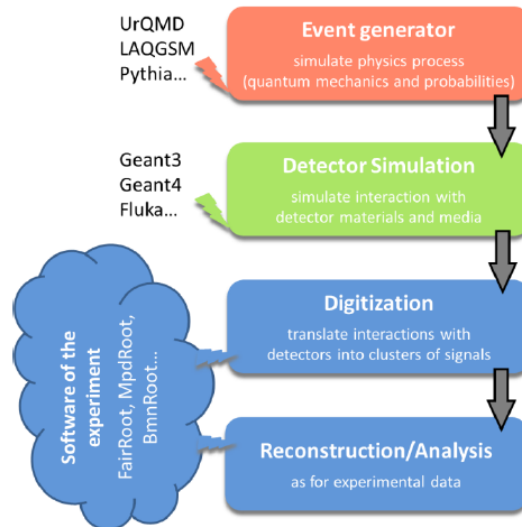 UrQMD
LAQGSM
Pythia...
Event generator
simulate physics process
(quantum mechanics and probabilities)
Geant3
Geant4
Fluka...
Detector Simulation
simulate interaction with
detector materials and media
Software of the
experiment
FairRoot, MpdRoot,
BmnRoot...
Digitization
translate interactions with
detectors into clusters of signals
Reconstruction/Analysis
as for experimental data